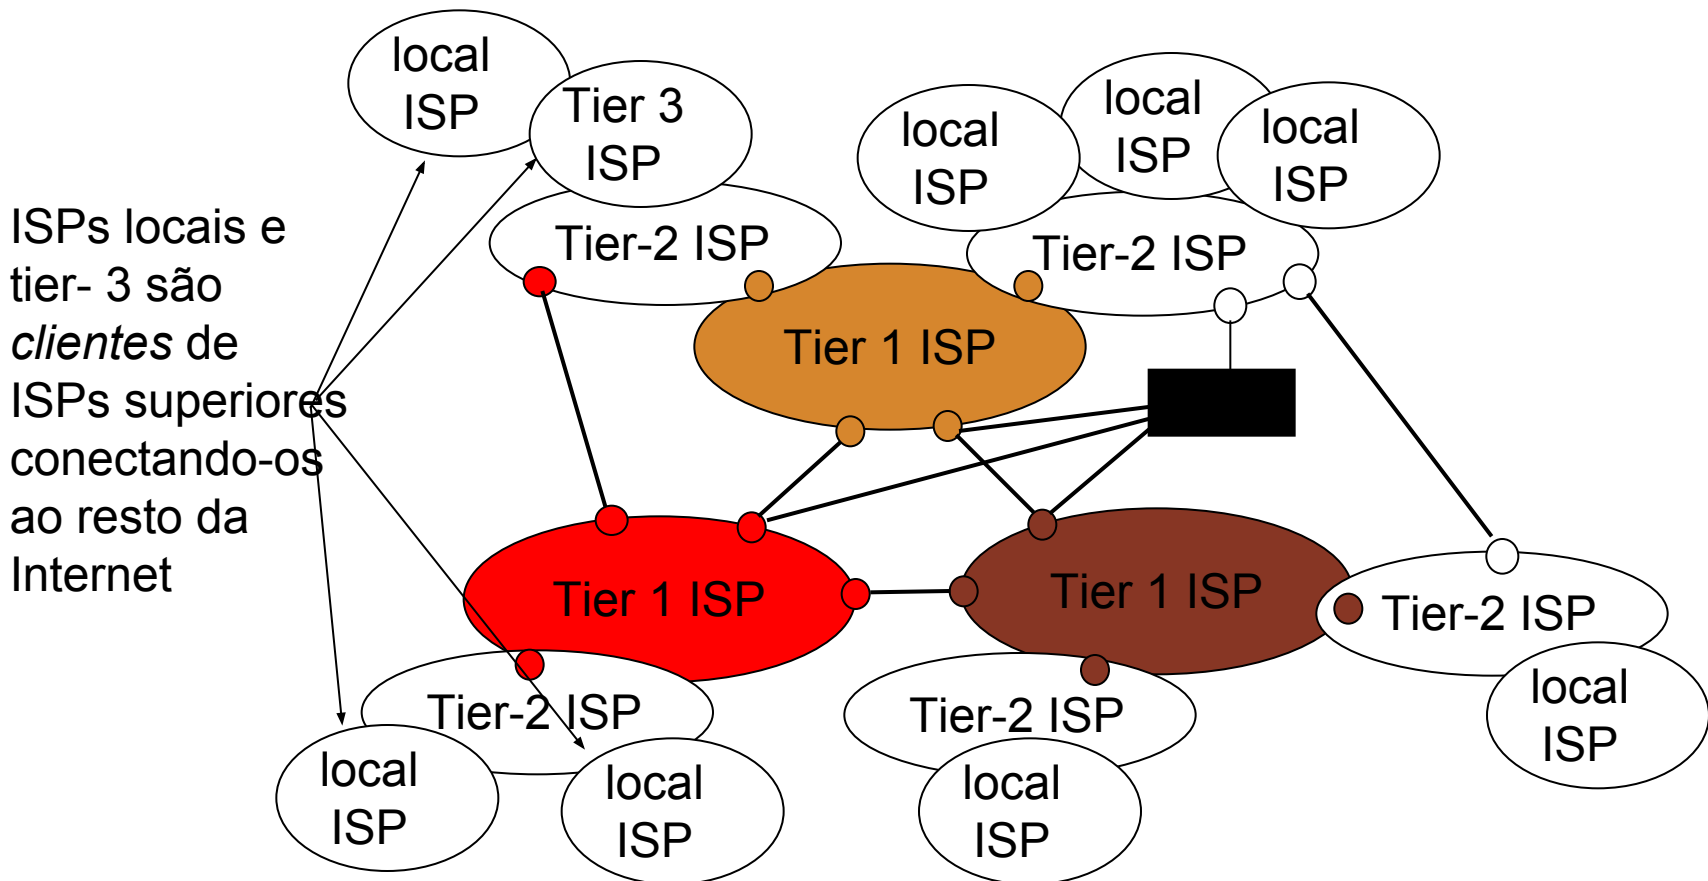 local
ISP
Tier 3
ISP
local
ISP
local
ISP
local
ISP
ISPs locais e
tier- 3 são
clientes de
ISPs superiores
conectando-os
ao resto da
Internet
Tier-2 ISP
Tier-2 ISP
Tier 1 ISP
Tier 1 ISP
Tier 1 ISP
Tier-2 ISP
local
ISP
Tier-2 ISP
local
ISP
local
ISP
Tier-2 ISP
local
ISP